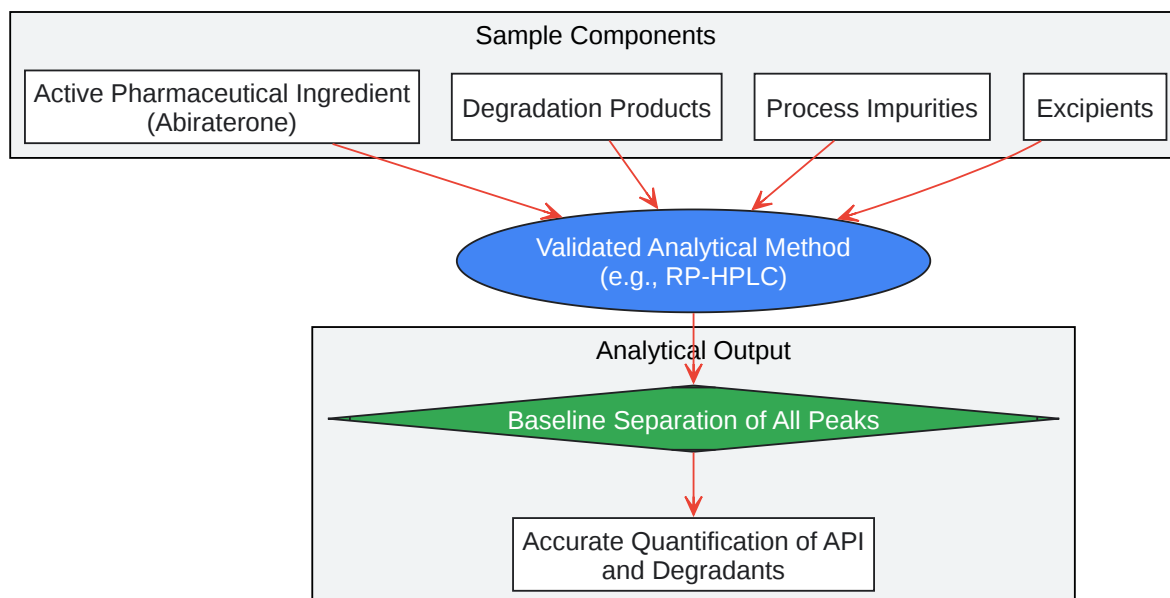 Sample Components
Active Pharmaceutical Ingredient
(Abiraterone)
Degradation Products
Process Impurities
Excipients
Validated Analytical Method
(e.g., RP-HPLC)
Analytical Output
Baseline Separation of All Peaks
Accurate Quantification of API
and Degradants